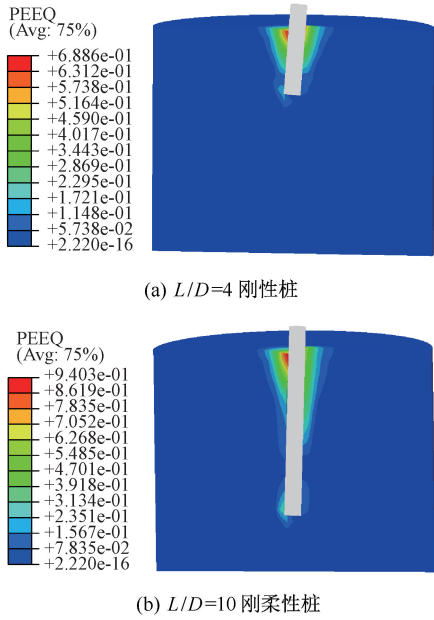 PEEQ
(Avg: 75%)
+6.886e-01
+6.312e-01
+5.738e-01
+5.164e-01
+4.590e-01
+4.017e-01
+3.443e-01
+2.869e-01
+2.295e-01
+1.721e-01
+1.148e-01
+5.738e-02
+2.220e-16
(a) L/D=4 刚性桩
PEEQ
(Avg: 75%)
+9.403e-01
+8.619e-01
+7.835e-01
+7.052e-01
+6.268e-01
+5.485e-01
+4.701e-01
+3.918e-01
+3.134e-01
+2.351e-01
+1.567e-01
+7.835e-02
+2.220e-16
(b) L/D=10 刚柔性桩